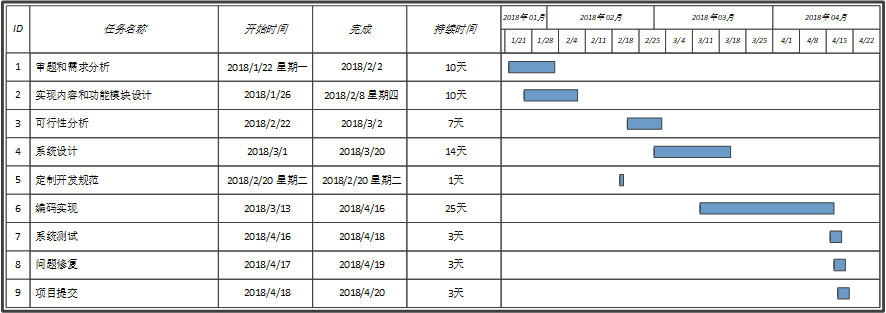 ID 任务名称 开始时间 完成 持续时间 2018年01月 2018年02月 2018年03月 2018年04月
1/21 1/28 2/4 2/11 2/18 2/25 3/4 3/11 3/18 3/25 4/1 4/8 4/15 4/22
1 审题和需求分析 2018/1/22 星期一 2018/2/2 10天
2 实现内容和功能模块设计 2018/1/26 2018/2/8 星期四 10天
3 可行性分析 2018/2/22 2018/3/2 7天
4 系统设计 2018/3/1 2018/3/20 14天
5 定制开发规范 2018/2/20 星期二 2018/2/20 星期二 1天
6 编码实现 2018/3/13 2018/4/16 25天
7 系统测试 2018/4/16 2018/4/18 3天
8 问题修复 2018/4/17 2018/4/19 3天
9 项目提交 2018/4/18 2018/4/20 3天